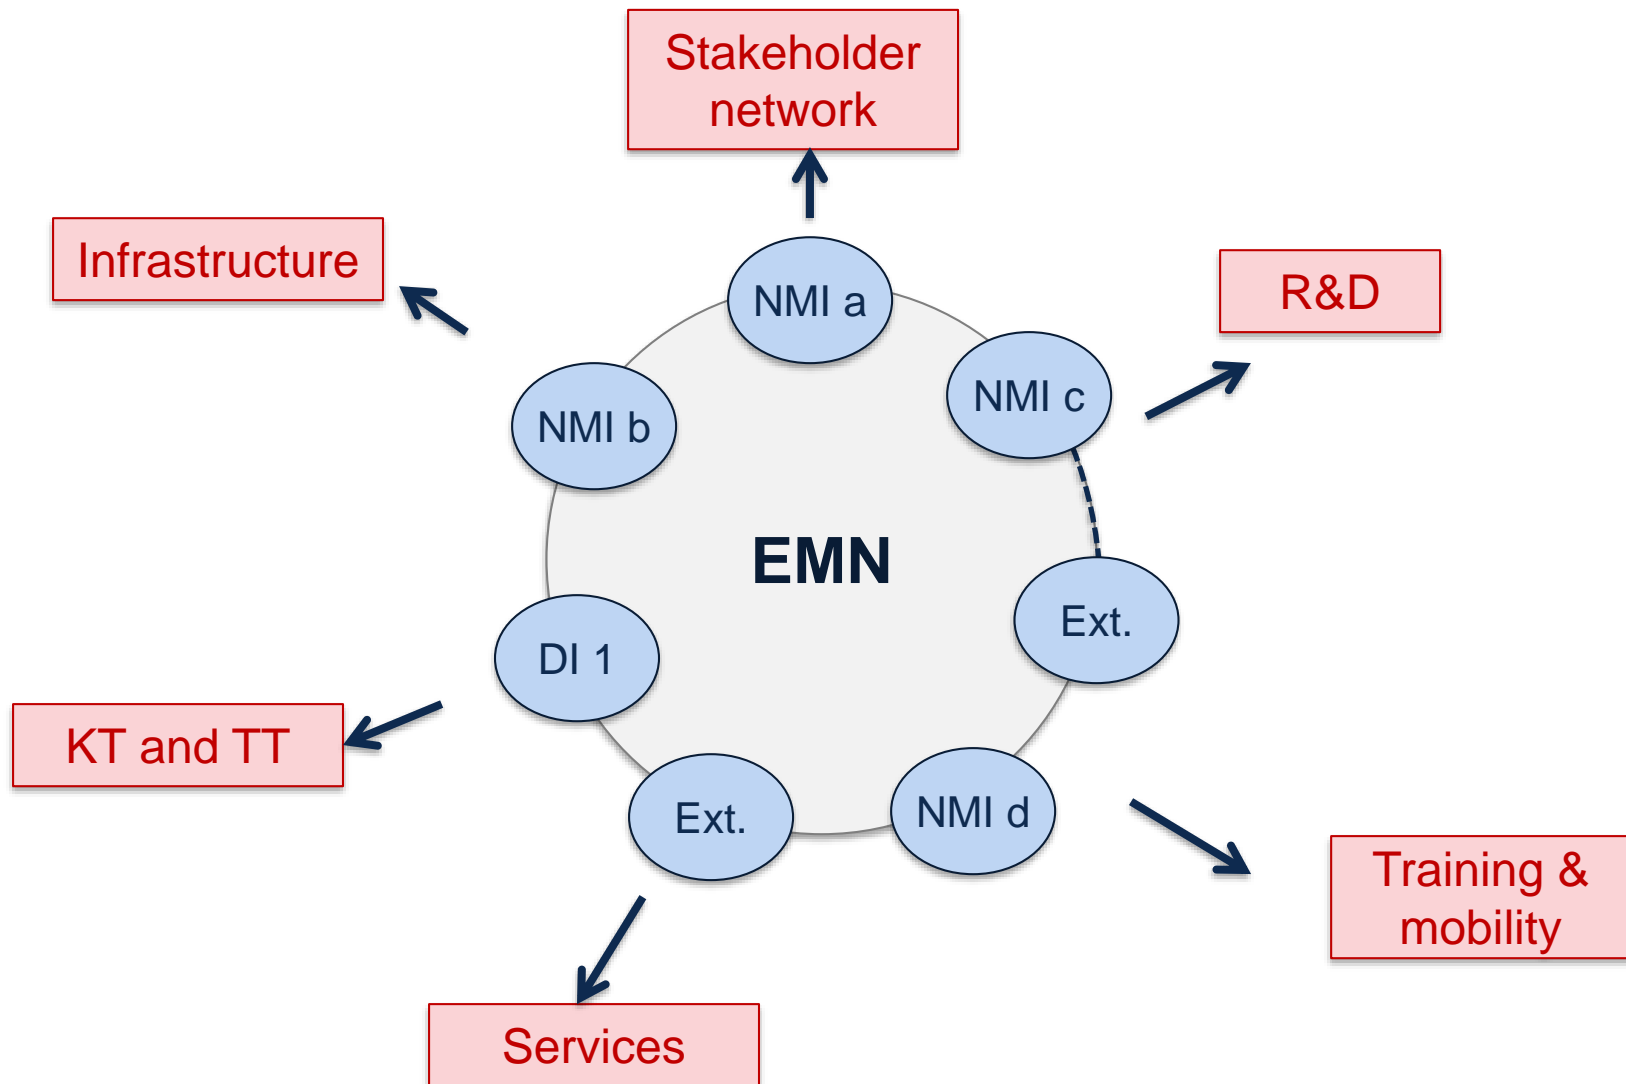 Stakeholder
network
Infrastructure
R&D
NMI a
NMI c
NMI b
EMN
Ext.
DI 1
KT and TT
Ext.
NMI d
Training &
mobility
Services